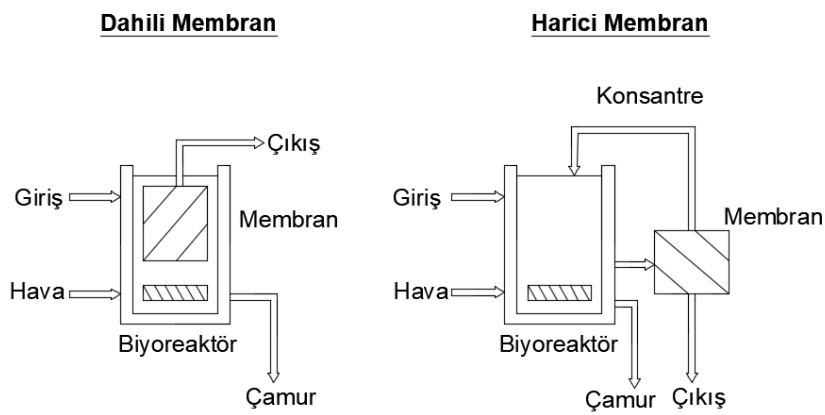 Dahili Membran
Çıkış
Giriş
Membran
Hava
Biyoreaktör
Çamur
Harici Membran
Konsantre
Giriş
Membran
Hava
Biyoreaktör
Çamur
Çıkış